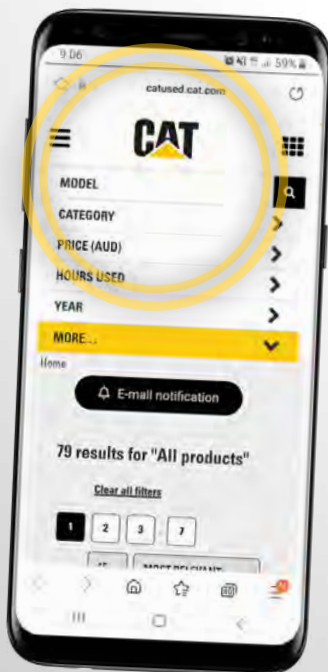 9:06
59%
catused.cat.com
CAT
MODEL
CATEGORY
PRICE (AUD)
HOURS USED
YEAR
MORE...
Home
E-mail notification
79 results for "All products"
Clear all filters
1 2 3 7